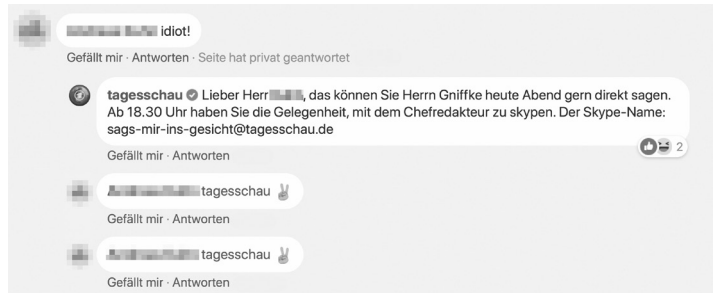 idiot!
Gefällt mir · Antworten · Seite hat privat geantwortet
tagesschau Lieber Herr , das können Sie Herrn Gniffke heute Abend gern direkt sagen.
Ab 18.30 Uhr haben Sie die Gelegenheit, mit dem Chefredakteur zu skypen. Der Skype-Name:
sags-mir-ins-gesicht@tagesschau.de
2
Gefällt mir · Antworten
tagesschau ✌
Gefällt mir · Antworten
tagesschau ✌
Gefällt mir · Antworten